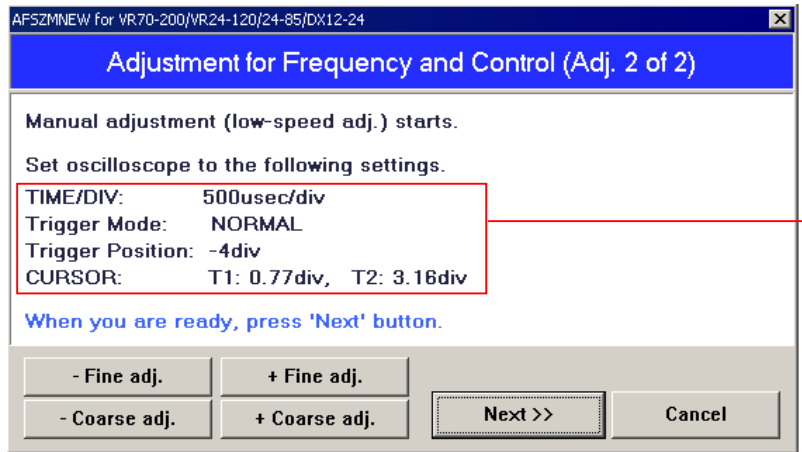 AFSZMNEW for VR70-200/VR24-120/24-85/DX12-24
Adjustment for Frequency and Control (Adj. 2 of 2)
Manual adjustment (low-speed adj.) starts.
Set oscilloscope to the following settings.
TIME/DIV: 500usec/div
Trigger Mode: NORMAL
Trigger Position: -4div
CURSOR: T1: 0.77div, T2: 3.16div
When you are ready, press 'Next' button.
- Fine adj. + Fine adj.
- Coarse adj. + Coarse adj. Next >> Cancel